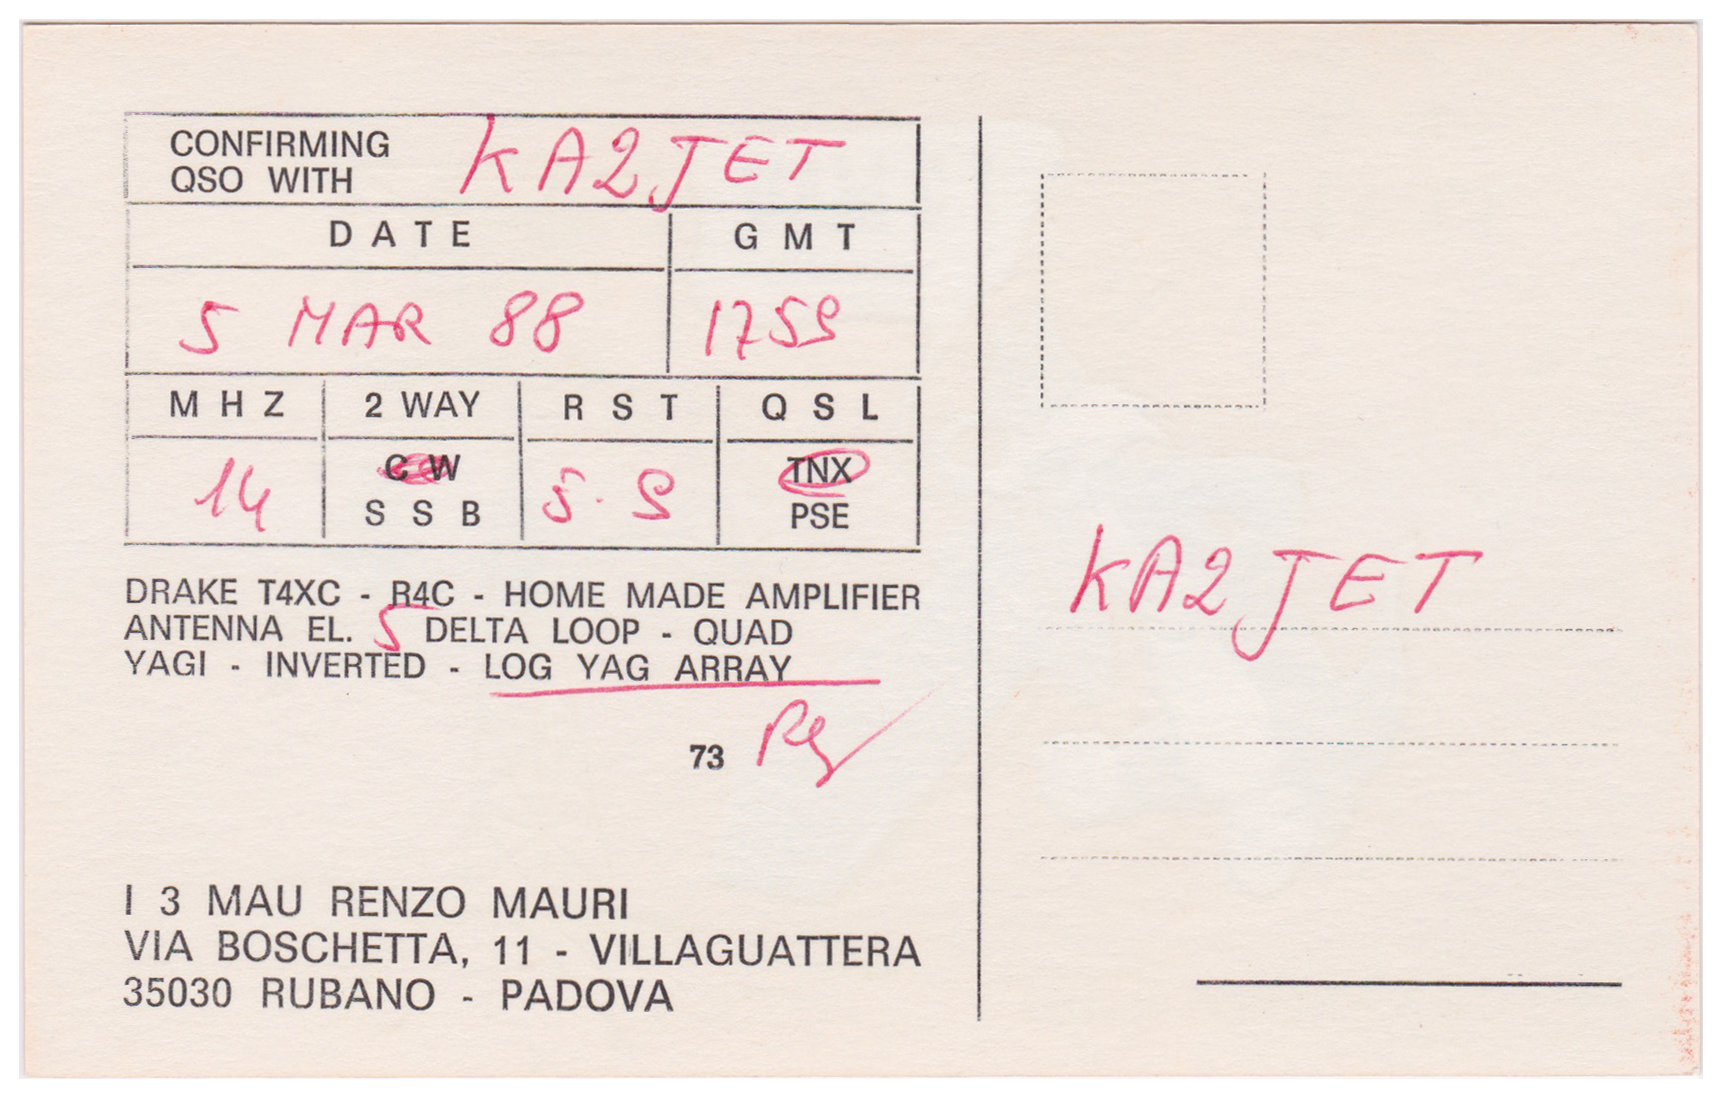 CONFIRMING
QSO WITH KA2JET
DATE GMT
5 MAR 88 1759
MHZ 2 WAY RST QSL
14 CW 5.9 TNX
SSB PSE
DRAKE T4XC - R4C - HOME MADE AMPLIFIER
ANTENNA EL. 5 DELTA LOOP - QUAD
YAGI - INVERTED - LOG YAG ARRAY
73
I 3 MAU RENZO MAURI
VIA BOSCHETTA, 11 - VILLAGUATTERA
35030 RUBANO - PADOVA
KA2JET